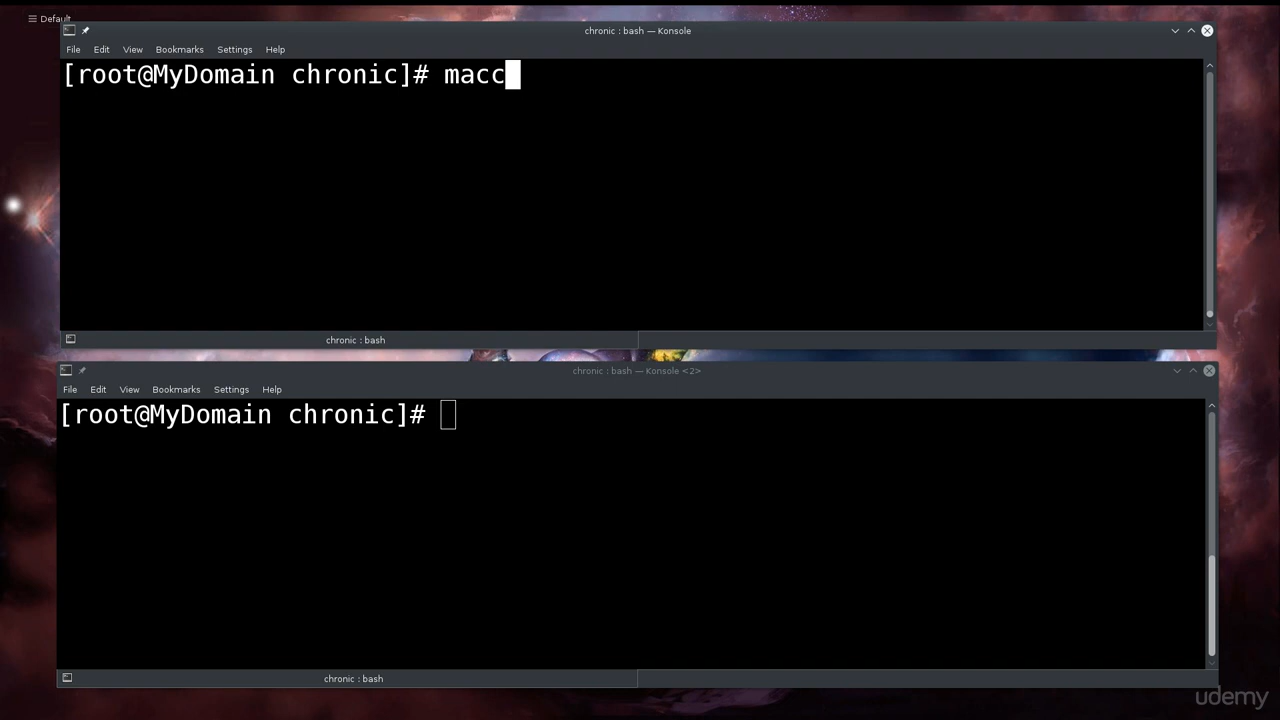 Default
chronic : bash — Konsole
File Edit View Bookmarks Settings Help
[root@MyDomain chronic]# macc
chronic : bash
chronic : bash — Konsole <2>
File Edit View Bookmarks Settings Help
[root@MyDomain chronic]#
chronic : bash
udemy